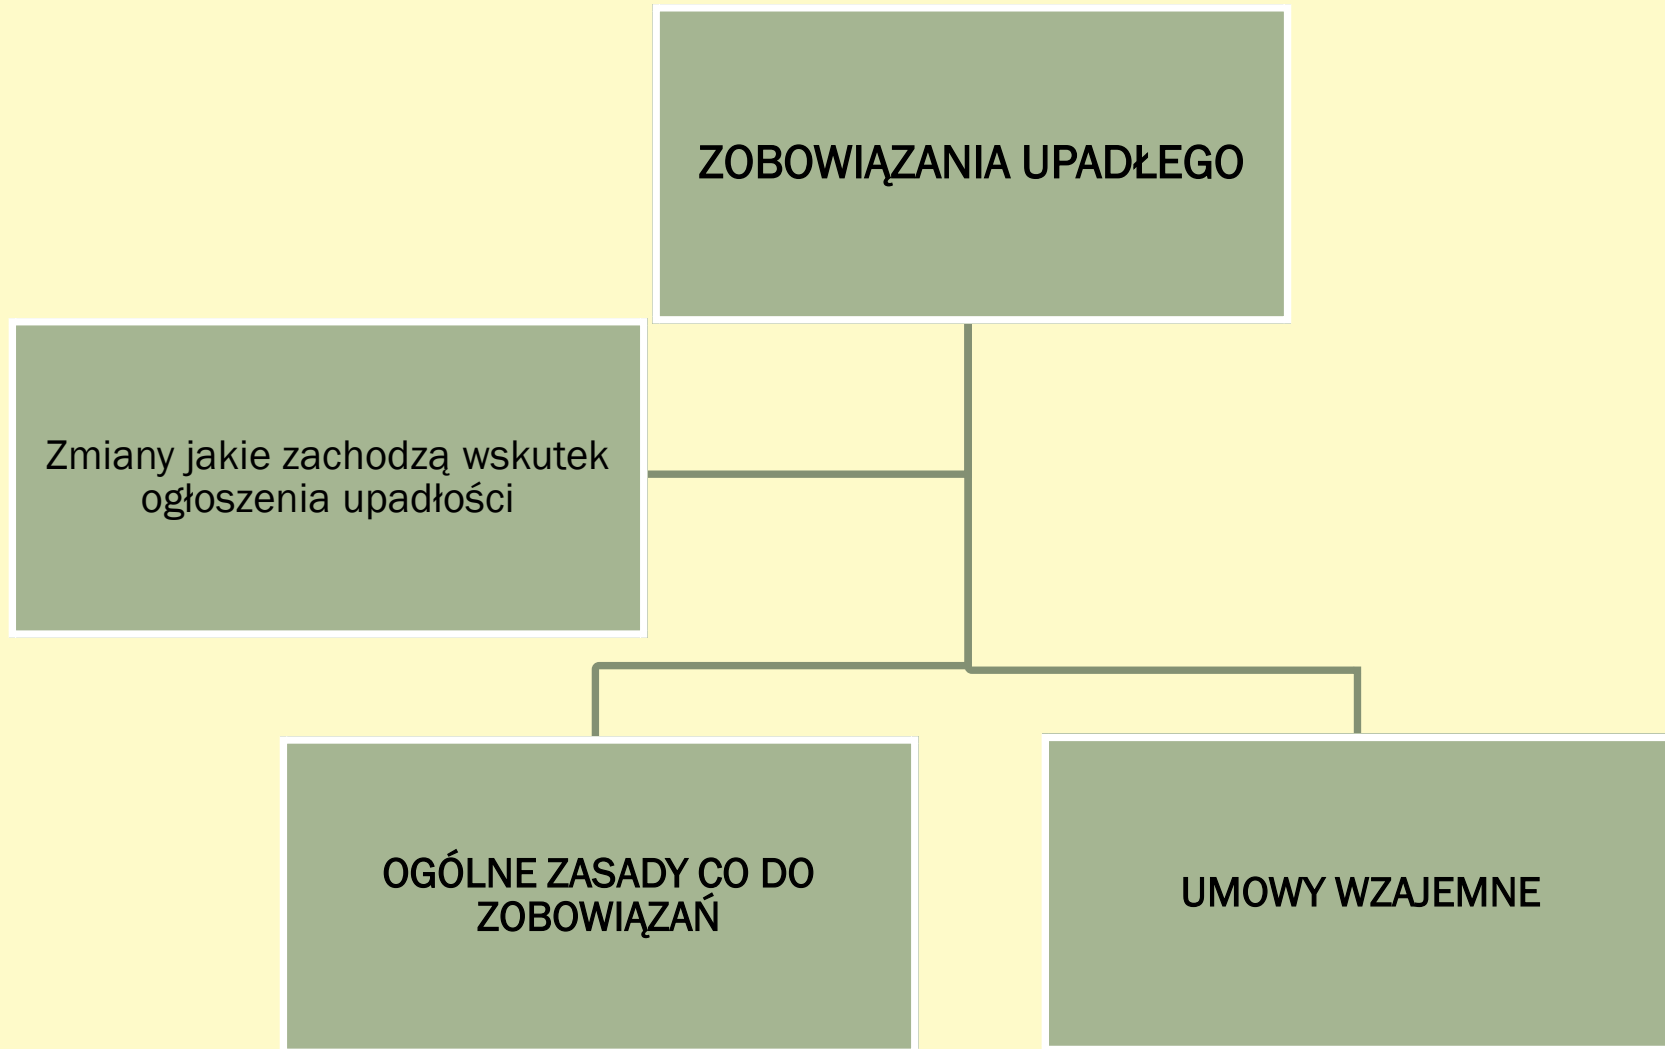 ZOBOWIĄZANIA UPADŁEGO
Zmiany jakie zachodzą wskutek
ogłoszenia upadłości
OGÓLNE ZASADY CO DO
ZOBOWIĄZAŃ
UMOWY WZAJEMNE